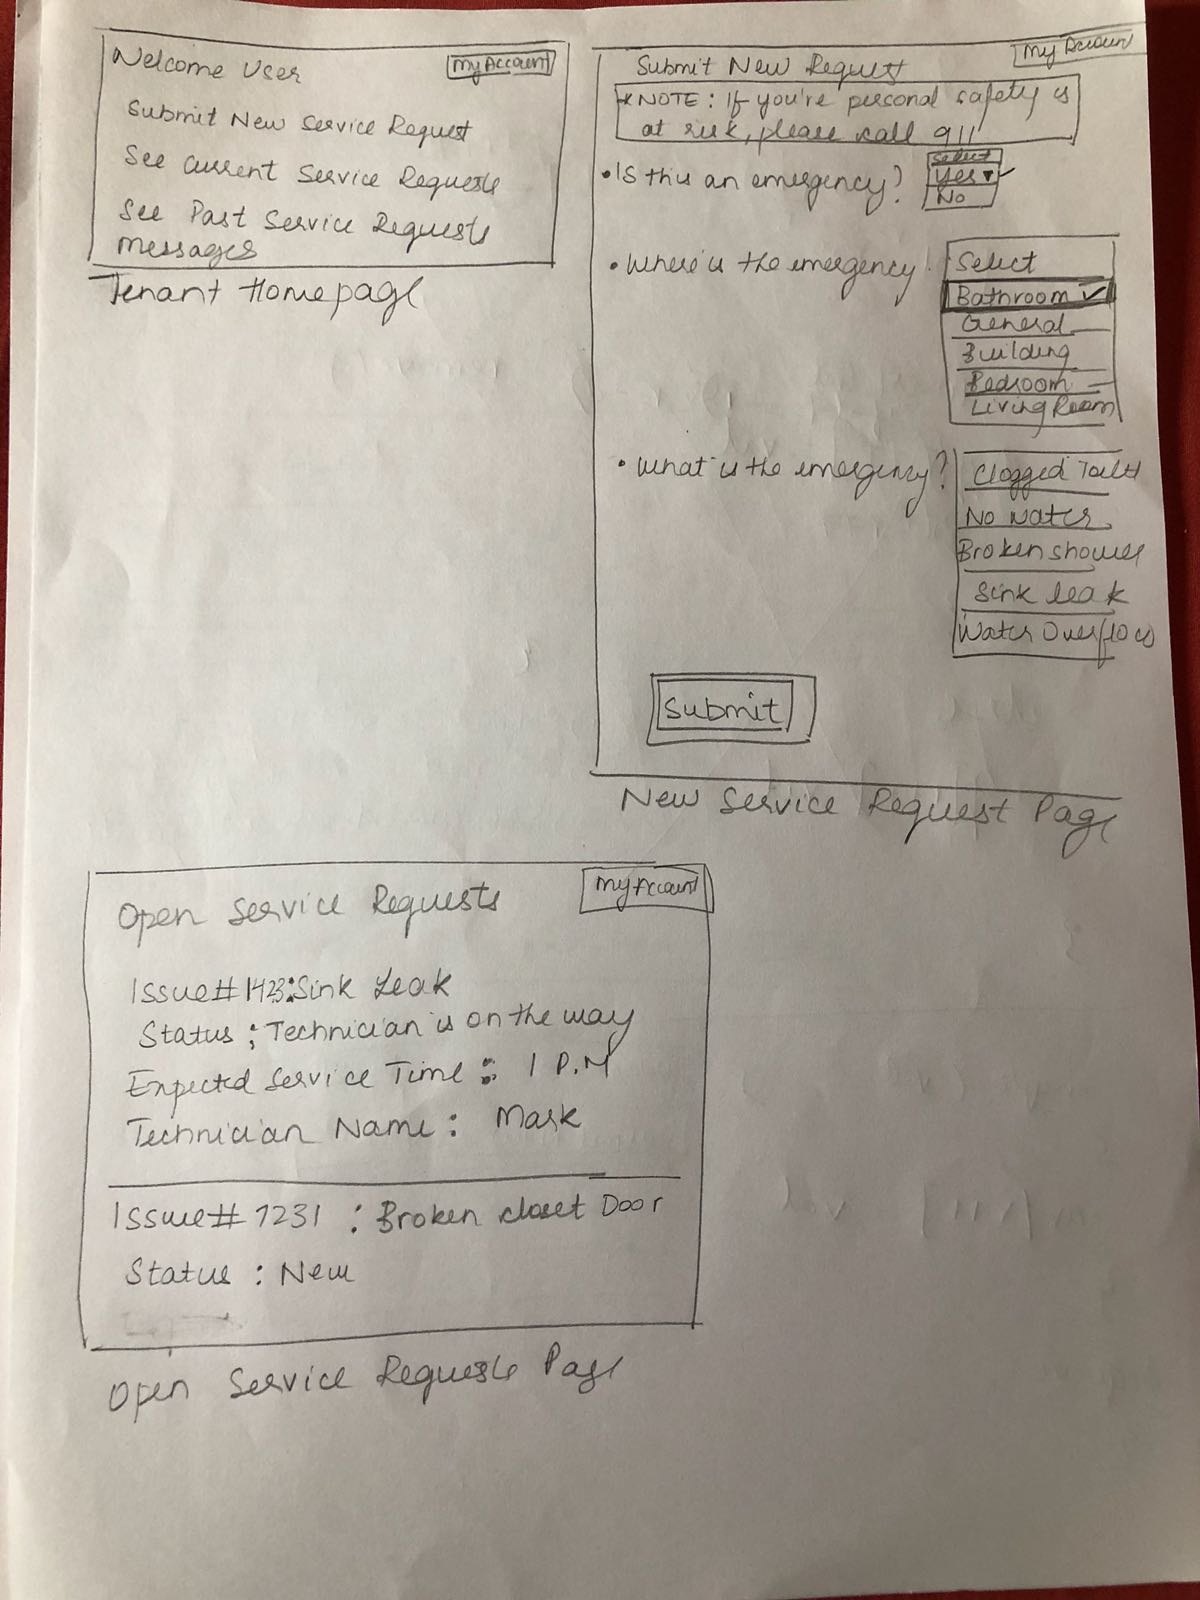 Welcome User
My Account
Submit New Service Request
See Current Service Requests
See Past Service Requests
Messages
Tenant Homepage
Submit New Request
My Account
*NOTE: If you're personal safety is
at risk, please call 911
• Is this an emergency?
Select
Yes
No
• Where is the emergency
Select
Bathroom
General
Building
Bedroom
Living Room
• What is the emergency?
Clogged Toilet
No Water
Broken shower
Sink leak
Water Overflow
Submit
New Service Request Page
Open Service Requests
My Account
Issue# 1423: Sink Leak
Status: Technician is on the way
Expected Service Time: 1 P.M
Technician Name: Mark
Issue# 1231 : Broken closet Door
Status : New
Open Service Requests Page